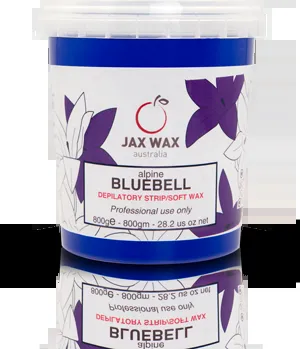 JAX WAX
australia
alpine
BLUEBELL
DEPILATORY STRIP/SOFT WAX
Professional use only
800g℮ - 800gm - 28.2 us oz net